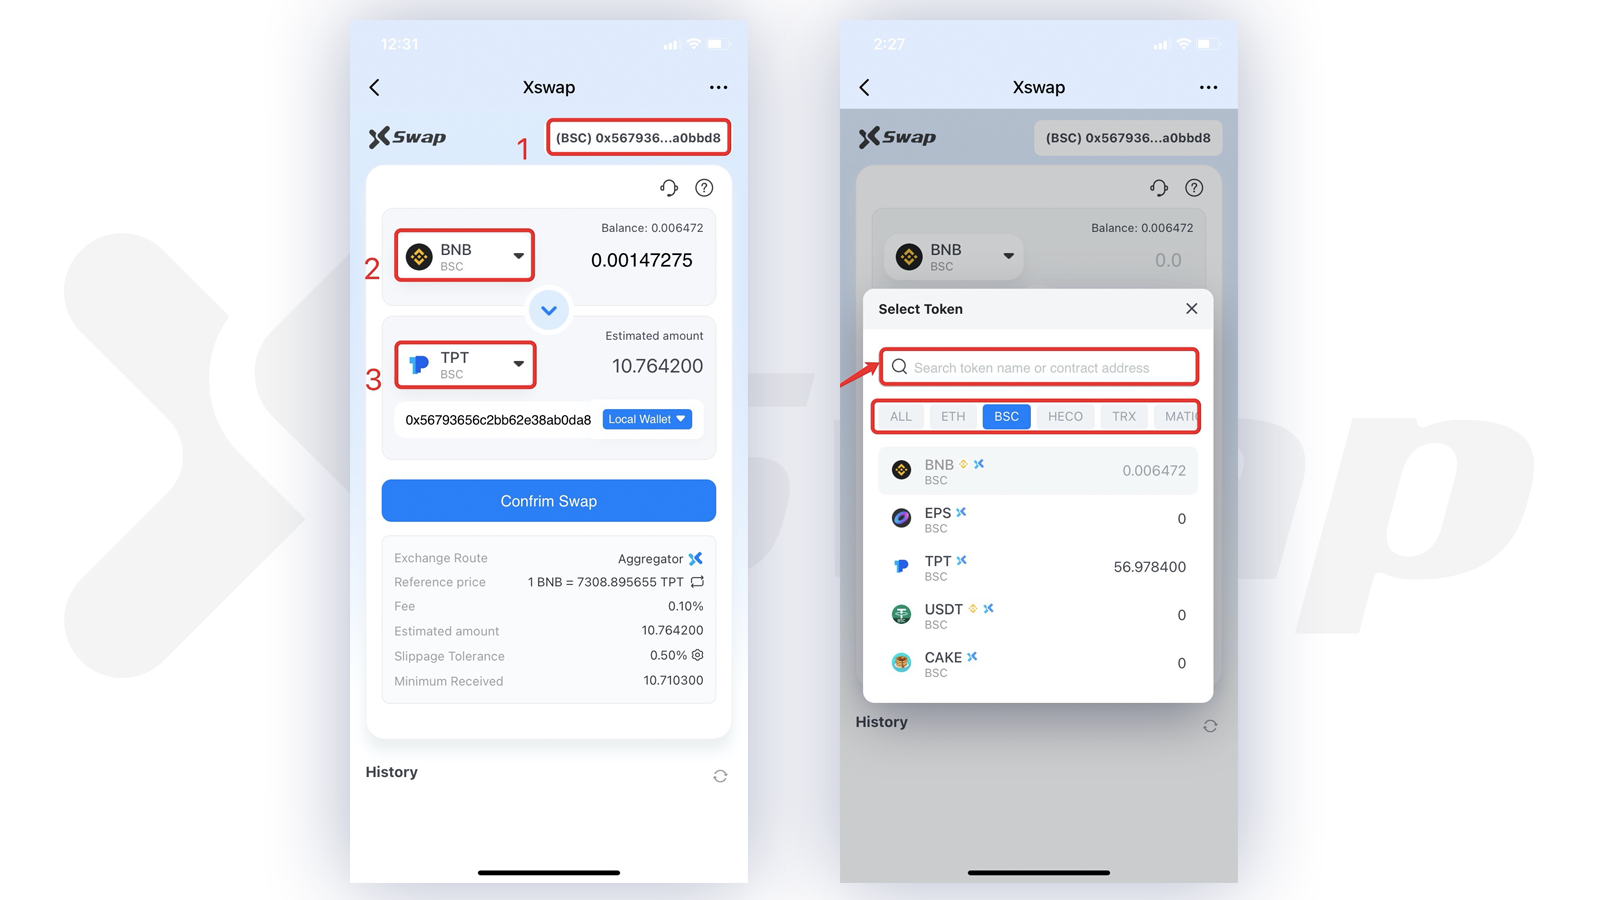 12:31
Xswap
XSwap
1
(BSC) 0x567936...a0bbd8
2
BNB
BSC
Balance: 0.006472
0.00147275
3
TPT
BSC
Estimated amount
10.764200
0x56793656c2bb62e38ab0da8
Local Wallet
Confrim Swap
Exchange Route Aggregator
Reference price 1 BNB = 7308.895655 TPT
Fee 0.10%
Estimated amount 10.764200
Slippage Tolerance 0.50%
Minimum Received 10.710300
History
2:27
Xswap
XSwap
(BSC) 0x567936...a0bbd8
Balance: 0.006472
BNB
BSC
0.0
Select Token
Search token name or contract address
ALL ETH BSC HECO TRX MATIC
BNB 0.006472
BSC
EPS 0
BSC
TPT 56.978400
BSC
USDT 0
BSC
CAKE 0
BSC
History